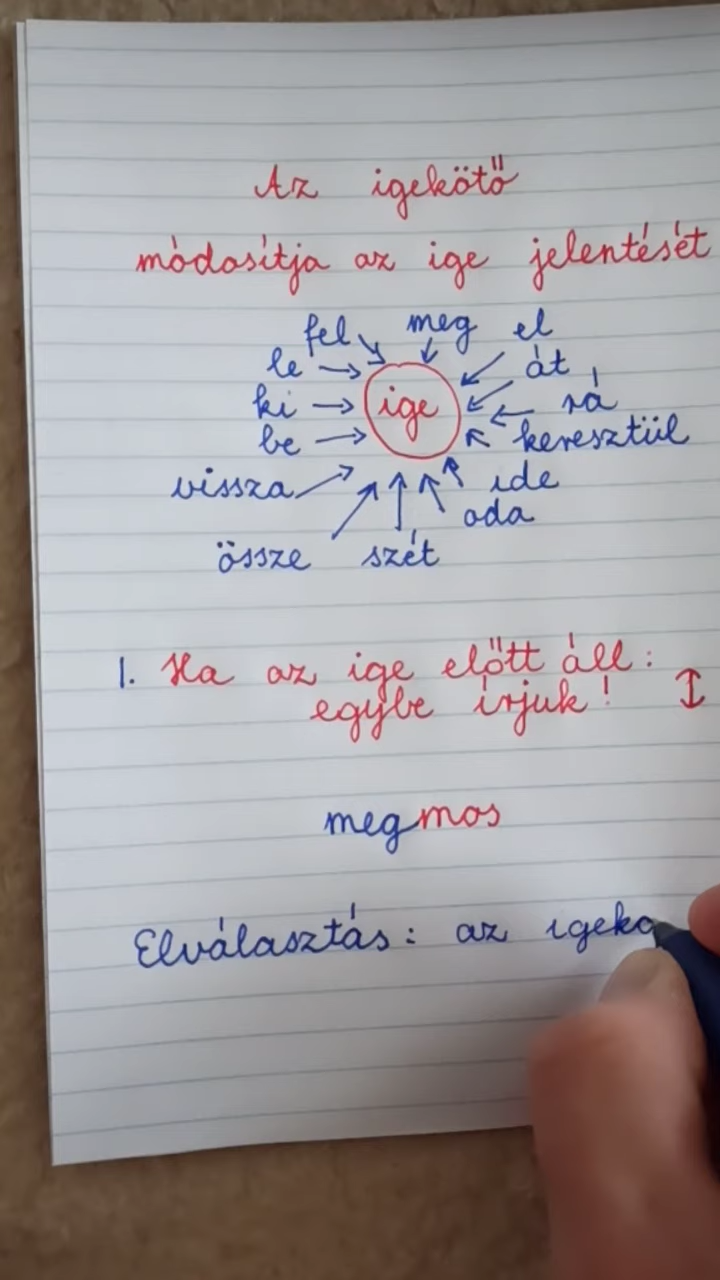 Az igekötő
módosítja az ige jelentését
fel meg el
le át
ki ige rá
be keresztül
vissza ide
oda
össze szét
1. Ha az ige előtt áll:
egybe írjuk!
megmos
Elválasztás: az igekö